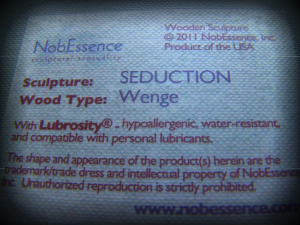 NobEssence
sculptural sensuality
Wooden Sculpture
© 2011 NobEssence, Inc.
Product of the USA
Sculpture: SEDUCTION
Wood Type: Wenge
With Lubrosity® - hypoallergenic, water-resistant,
and compatible with personal lubricants.
The shape and appearance of the product(s) herein are the
trademark/trade dress and intellectual property of NobEssence
Inc. Unauthorized reproduction is strictly prohibited.
www.nobessence.com